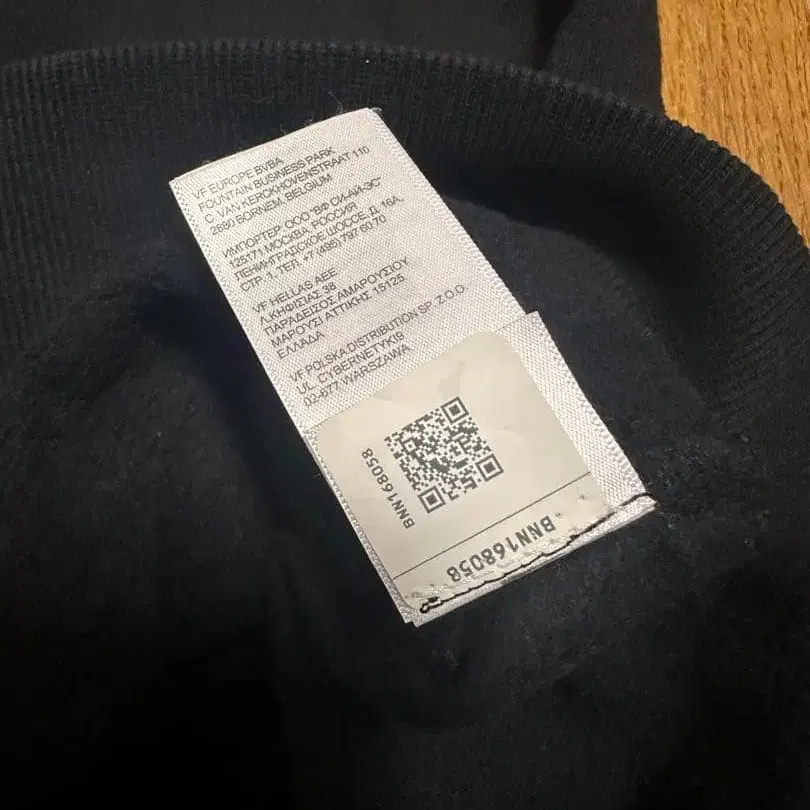 VF EUROPE BVBA
FOUNTAIN BUSINESS PARK
C. VAN KERCKHOVENSTRAAT 110
2880 BORNEM, BELGIUM
ИМПОРТЕР: ООО "ВФ СИ-АЙ-ЭС"
125171 МОСКВА, РОССИЯ
ЛЕНИНГРАДСКОЕ ШОССЕ, Д. 16А,
СТР. 1, ТЕЛ. +7 (495) 797 60 70
VF HELLAS AEE
Λ.ΚΗΦΙΣΙΑΣ 38
ΠΑΡΑΔΕΙΣΟΣ ΑΜΑΡΟΥΣΙΟΥ
ΜΑΡΟΥΣΙ ΑΤΤΙΚΗΣ 15125
ΕΛΛΑΔΑ
VF POLSKA DISTRIBUTION SP. Z.O.O.
UL. CYBERNETYKI9
02-677 WARSZAWA
BNN168058
BNN168058